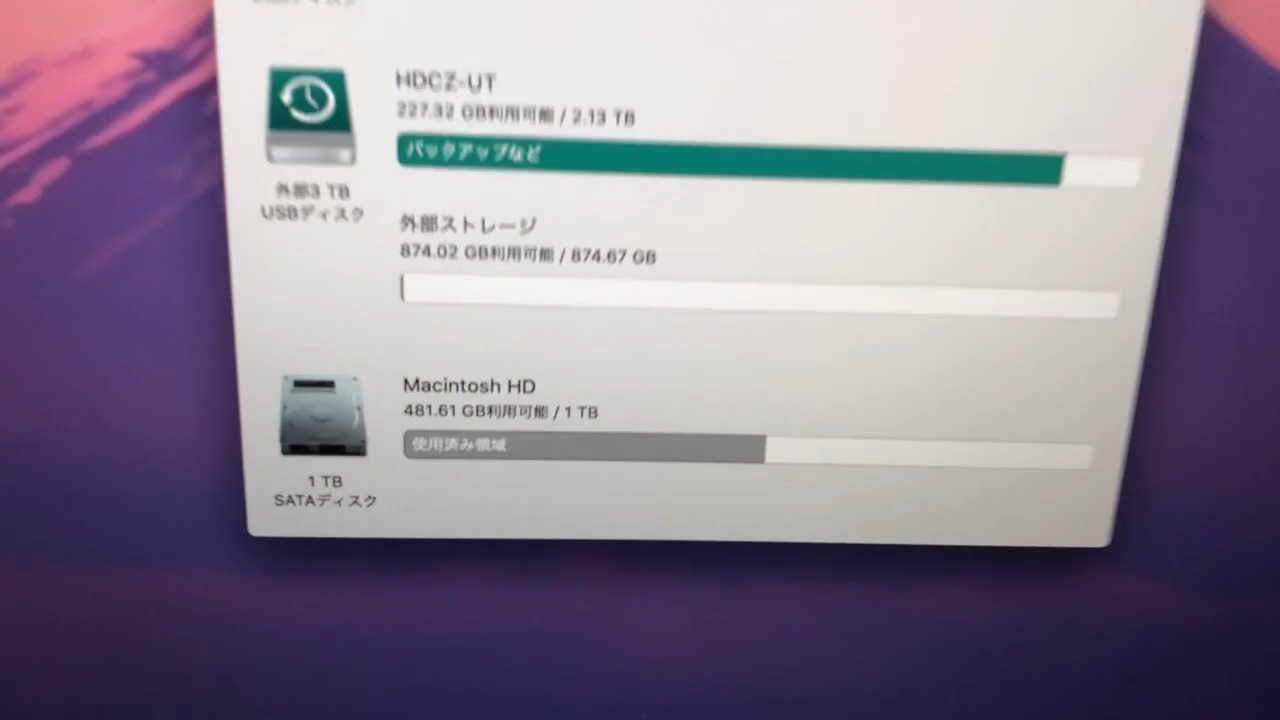 HDCZ-UT
227.32 GB利用可能 / 2.13 TB
バックアップなど
外部3 TB
USBディスク
外部ストレージ
874.02 GB利用可能 / 874.67 GB
Macintosh HD
481.61 GB利用可能 / 1 TB
使用済み領域
1 TB
SATAディスク